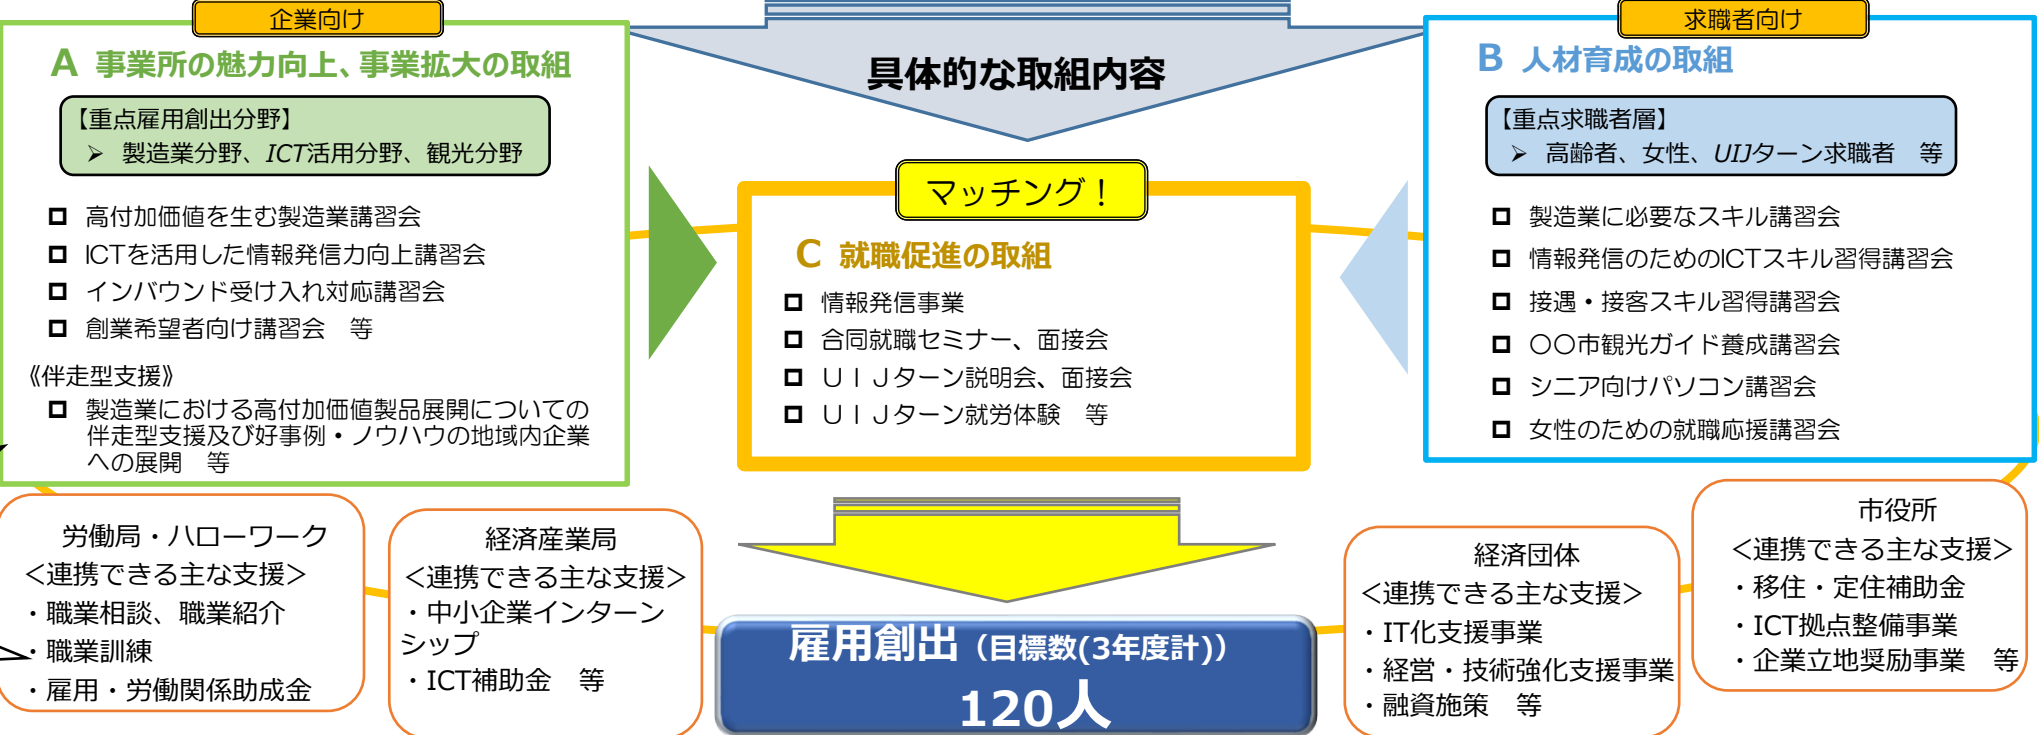 企業向け
A 事業所の魅力向上、事業拡大の取組
【重点雇用創出分野】
➢ 製造業分野、ICT活用分野、観光分野
高付加価値を生む製造業講習会
ICTを活用した情報発信力向上講習会
インバウンド受け入れ対応講習会
創業希望者向け講習会　等
《伴走型支援》
製造業における高付加価値製品展開についての
伴走型支援及び好事例・ノウハウの地域内企業
への展開　等
具体的な取組内容
マッチング！
C 就職促進の取組
情報発信事業
合同就職セミナー、面接会
ＵＩＪターン説明会、面接会
ＵＩＪターン就労体験　等
求職者向け
B 人材育成の取組
【重点求職者層】
➢ 高齢者、女性、UIJターン求職者　等
製造業に必要なスキル講習会
情報発信のためのICTスキル習得講習会
接遇・接客スキル習得講習会
〇〇市観光ガイド養成講習会
シニア向けパソコン講習会
女性のための就職応援講習会
労働局・ハローワーク
＜連携できる主な支援＞
・職業相談、職業紹介
・職業訓練
・雇用・労働関係助成金
経済産業局
＜連携できる主な支援＞
・中小企業インターン
シップ
・ICT補助金　等
雇用創出（目標数(3年度計)）
120人
経済団体
＜連携できる主な支援＞
・IT化支援事業
・経営・技術強化支援事業
・融資施策　等
市役所
＜連携できる主な支援＞
・移住・定住補助金
・ICT拠点整備事業
・企業立地奨励事業　等